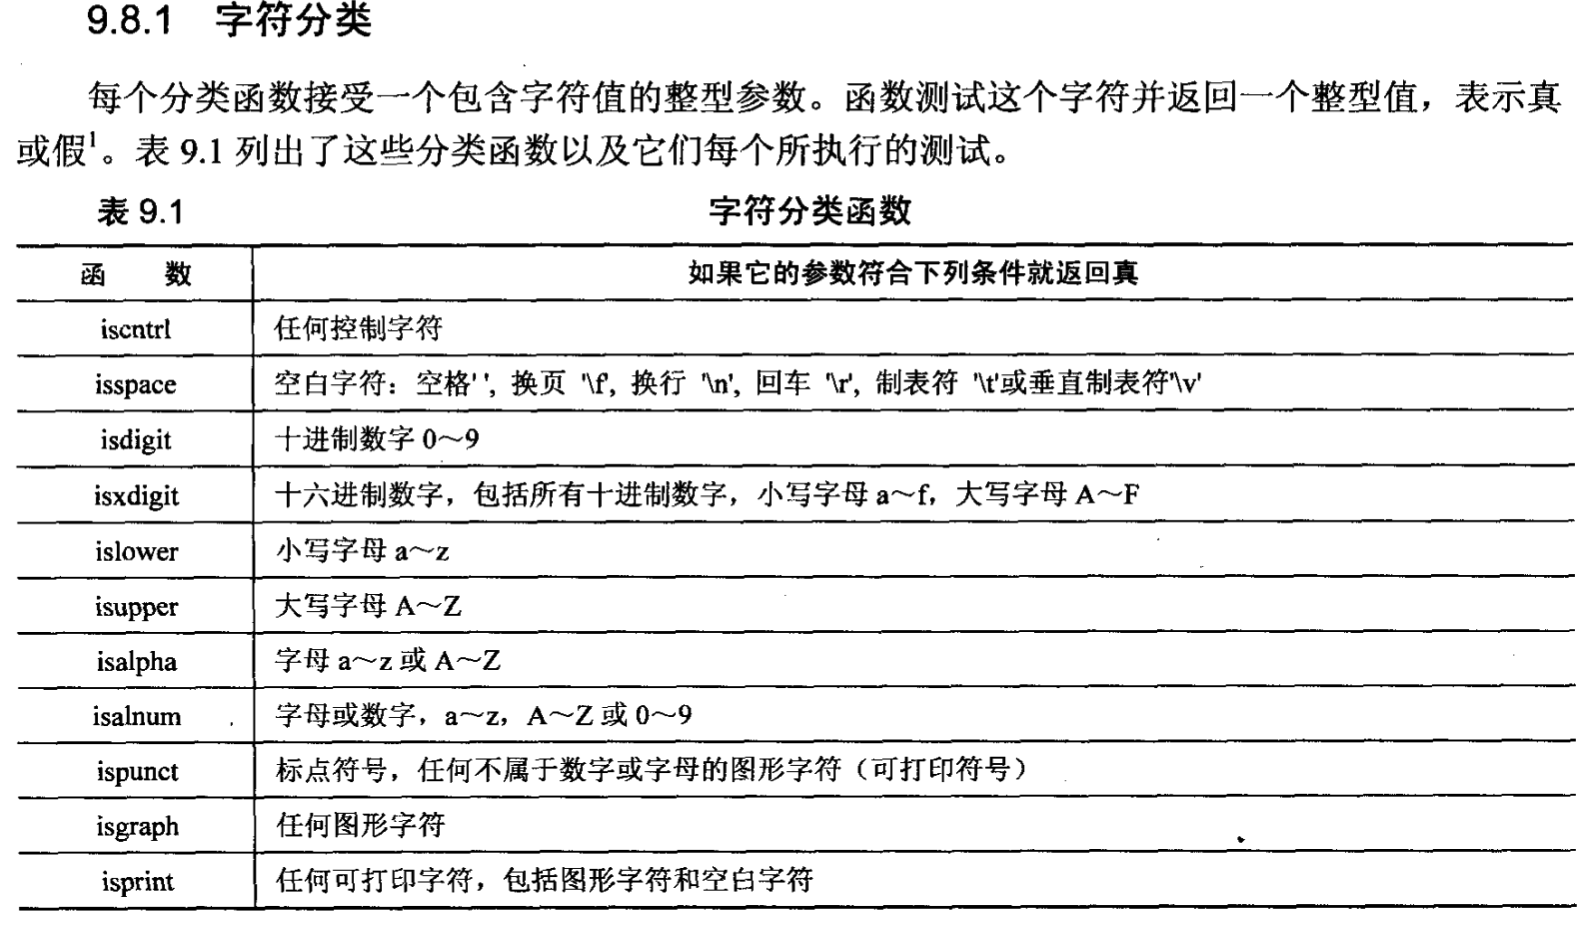 9.8.1 字符分类
每个分类函数接受一个包含字符值的整型参数。函数测试这个字符并返回一个整型值，表示真
或假1。表 9.1 列出了这些分类函数以及它们每个所执行的测试。
表 9.1 字符分类函数
函 数 如果它的参数符合下列条件就返回真
iscntrl 任何控制字符
isspace 空白字符：空格' ', 换页 '\f', 换行 '\n', 回车 '\r', 制表符 '\t'或垂直制表符'\v'
isdigit 十进制数字 0～9
isxdigit 十六进制数字，包括所有十进制数字，小写字母 a～f，大写字母 A～F
islower 小写字母 a～z
isupper 大写字母 A～Z
isalpha 字母 a～z 或 A～Z
isalnum 字母或数字，a～z，A～Z 或 0～9
ispunct 标点符号，任何不属于数字或字母的图形字符（可打印符号）
isgraph 任何图形字符
isprint 任何可打印字符，包括图形字符和空白字符